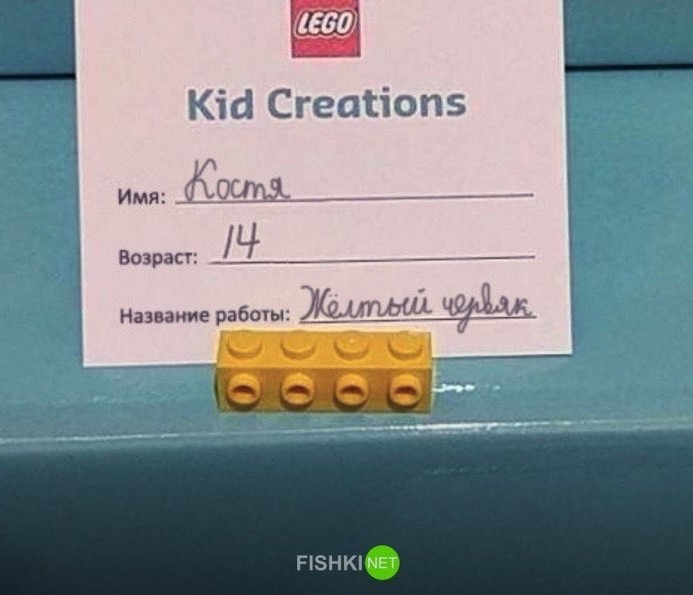 LEGO
Kid Creations
Имя: Костя
Возраст: 14
Название работы: Жёлтый червяк
FISHKI NET